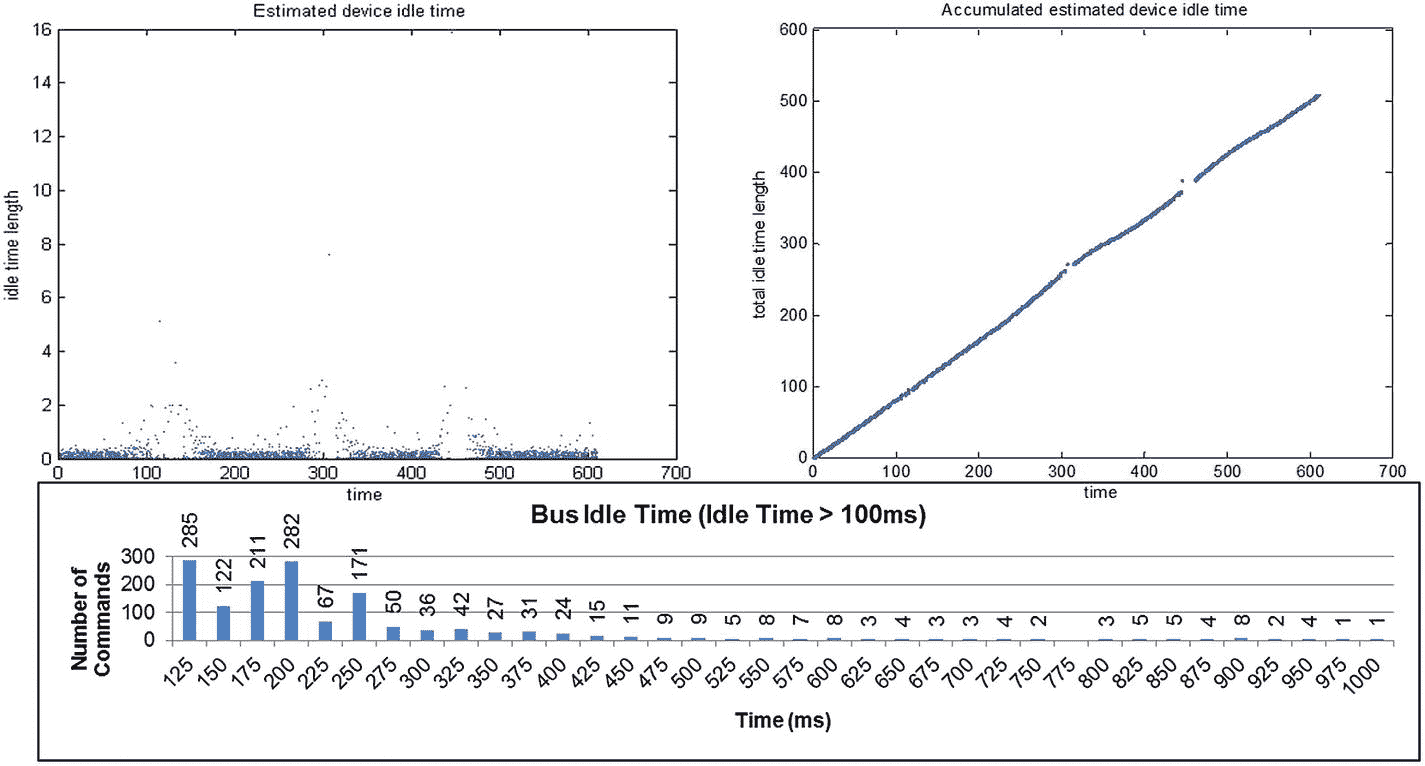 Estimated device idle time
16
14
12
10
8
6
4
2
0
idle time length
0 100 200 300 400 500 600 700
time
Accumulated estimated device idle time
600
500
400
300
200
100
0
total idle time length
0 100 200 300 400 500 600 700
time
Bus Idle Time (Idle Time > 100ms)
Number of
Commands
300
200
100
0
285 122 211 282 67 171 50 36 42 27 31 24 15 11 9 9 5 8 7 8 3 4 3 3 4 2 3 5 5 4 8 2 4 1 1
125 150 175 200 225 250 275 300 325 350 375 400 425 450 475 500 525 550 575 600 625 650 675 700 725 750 775 800 825 850 875 900 925 950 975 1000
Time (ms)